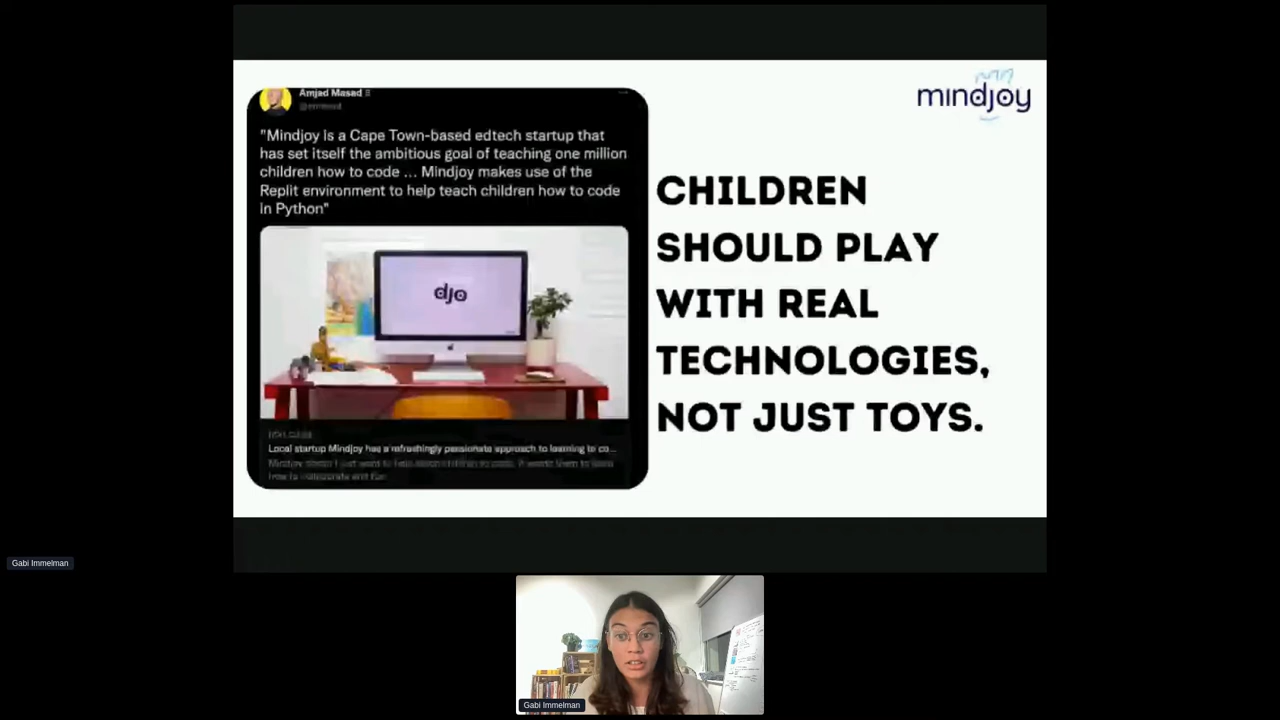 Amjad Masad
@amasad
"Mindjoy is a Cape Town-based edtech startup that
has set itself the ambitious goal of teaching one million
children how to code ... Mindjoy makes use of the
Replit environment to help teach children how to code
in Python"
djo
Local startup Mindjoy has a refreshingly passionate approach to learning to co...
mindjoy
CHILDREN
SHOULD PLAY
WITH REAL
TECHNOLOGIES,
NOT JUST TOYS.
Gabi Immelman
Gabi Immelman